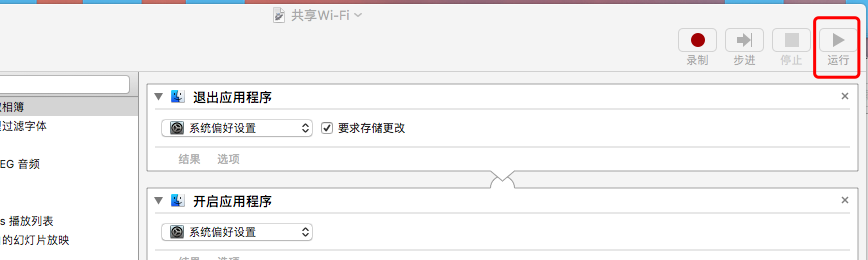 共享Wi-Fi
录制
步进
停止
运行
相簿
过滤字体
EG 音频
s 播放列表
的幻灯片放映
退出应用程序
系统偏好设置
要求存储更改
结果
选项
开启应用程序
系统偏好设置
结果
选项